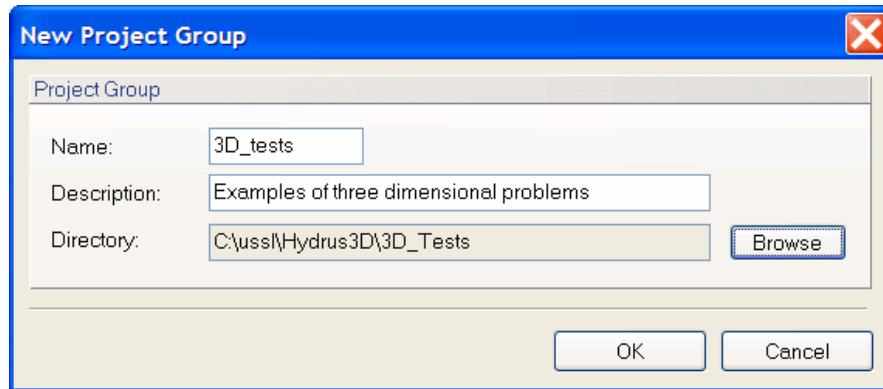 New Project Group
Project Group
Name: 3D_tests
Description: Examples of three dimensional problems
Directory: C:\ussl\Hydrus3D\3D_Tests Browse
OK Cancel